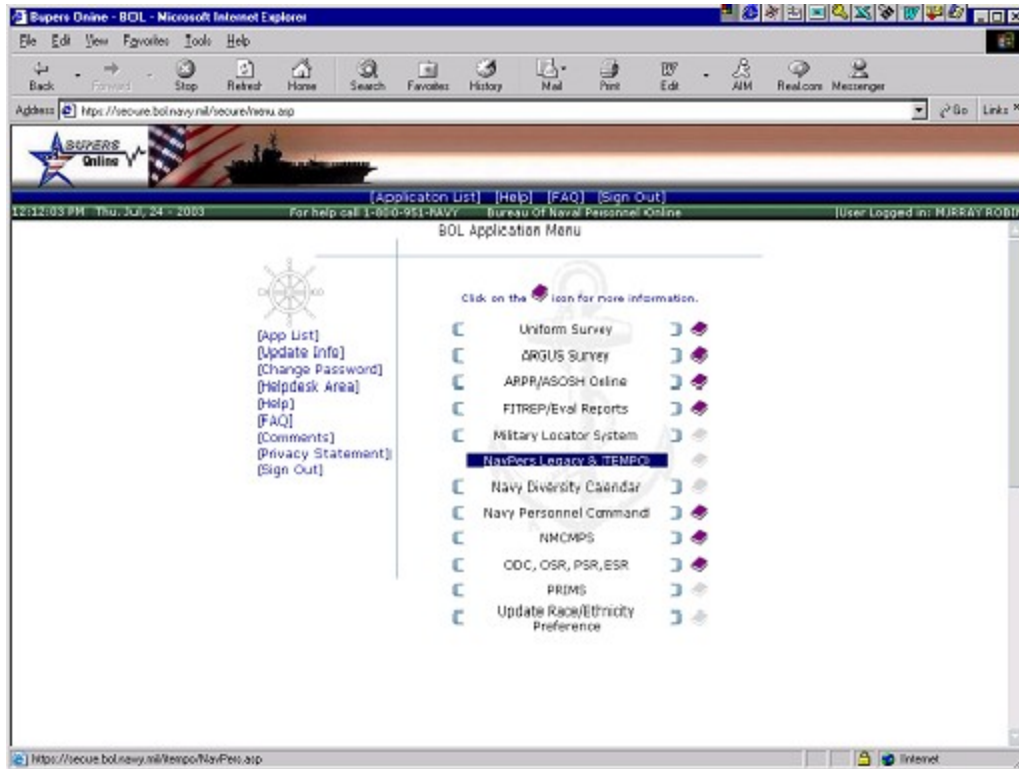 Bupers Online - BOL - Microsoft Internet Explorer
File Edit View Favorites Tools Help
Back Forward Stop Refresh Home Search Favorites History Mail Print Edit AIM Real.com Messenger
Address https://secure.bol.navy.mil/secure/menu.asp Go Links
BUPERS
Online
[Applicaton List] [Help] [FAQ] [Sign Out]
12:12:03 PM Thu, Jul, 24 - 2003 For help call 1-800-951-NAVY Bureau Of Naval Personnel Online [User Logged in: MURRAY ROBIN
BOL Application Menu
Click on the icon for more information.
Uniform Survey
ARGUS Survey
ARPR/ASOSH Online
FITREP/Eval Reports
Military Locator System
NavPers Legacy & ITEMPO
Navy Diversity Calendar
Navy Personnel Command
NMCMPS
ODC, OSR, PSR, ESR
PRIMS
Update Race/Ethnicity
Preference
[App List]
[Update Info]
[Change Password]
[Helpdesk Area]
[Help]
[FAQ]
[Comments]
[Privacy Statement]
[Sign Out]
https://secure.bol.navy.mil/itempo/NavPers.asp Internet